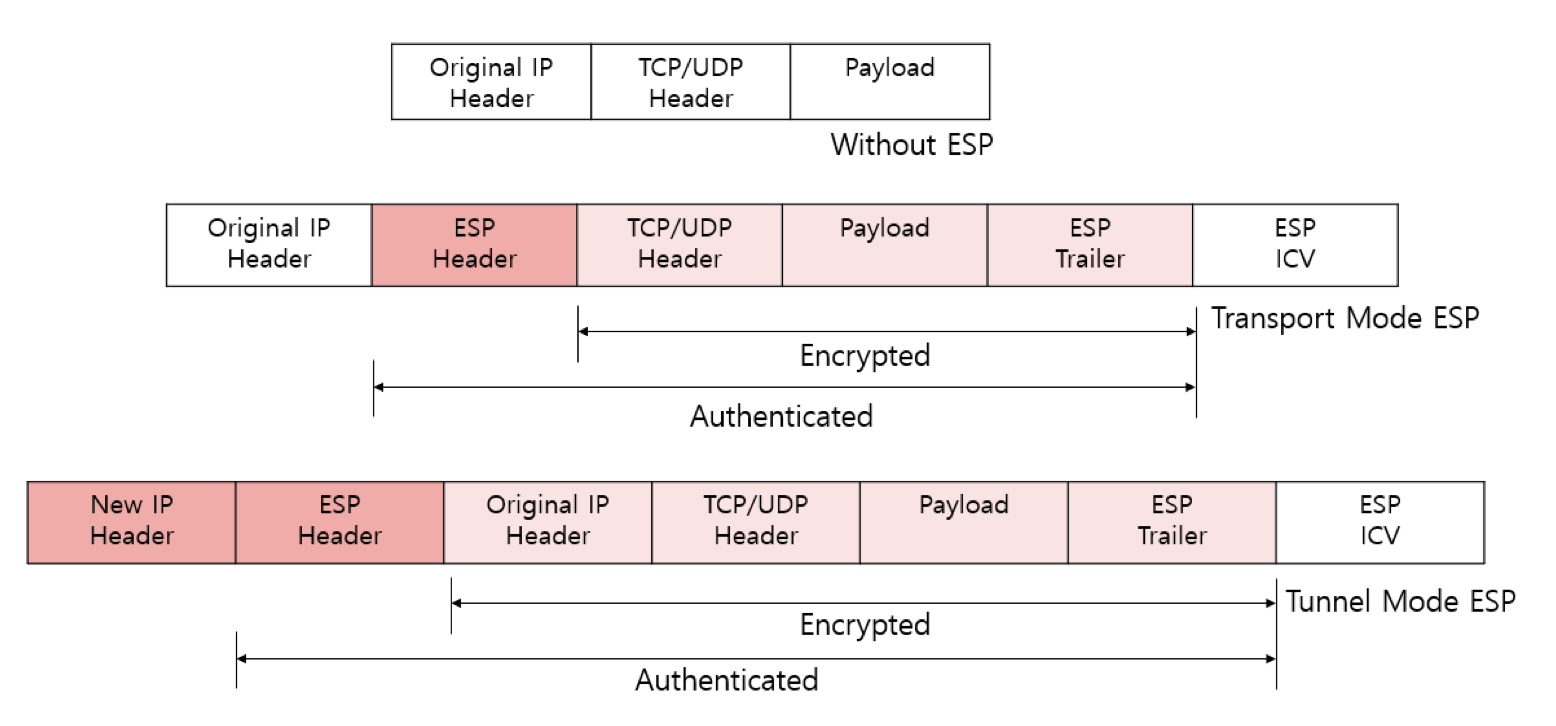 Original IP Header
TCP/UDP Header
Payload
Without ESP
Original IP Header
ESP Header
TCP/UDP Header
Payload
ESP Trailer
ESP ICV
Transport Mode ESP
Encrypted
Authenticated
New IP Header
ESP Header
Original IP Header
TCP/UDP Header
Payload
ESP Trailer
ESP ICV
Tunnel Mode ESP
Encrypted
Authenticated